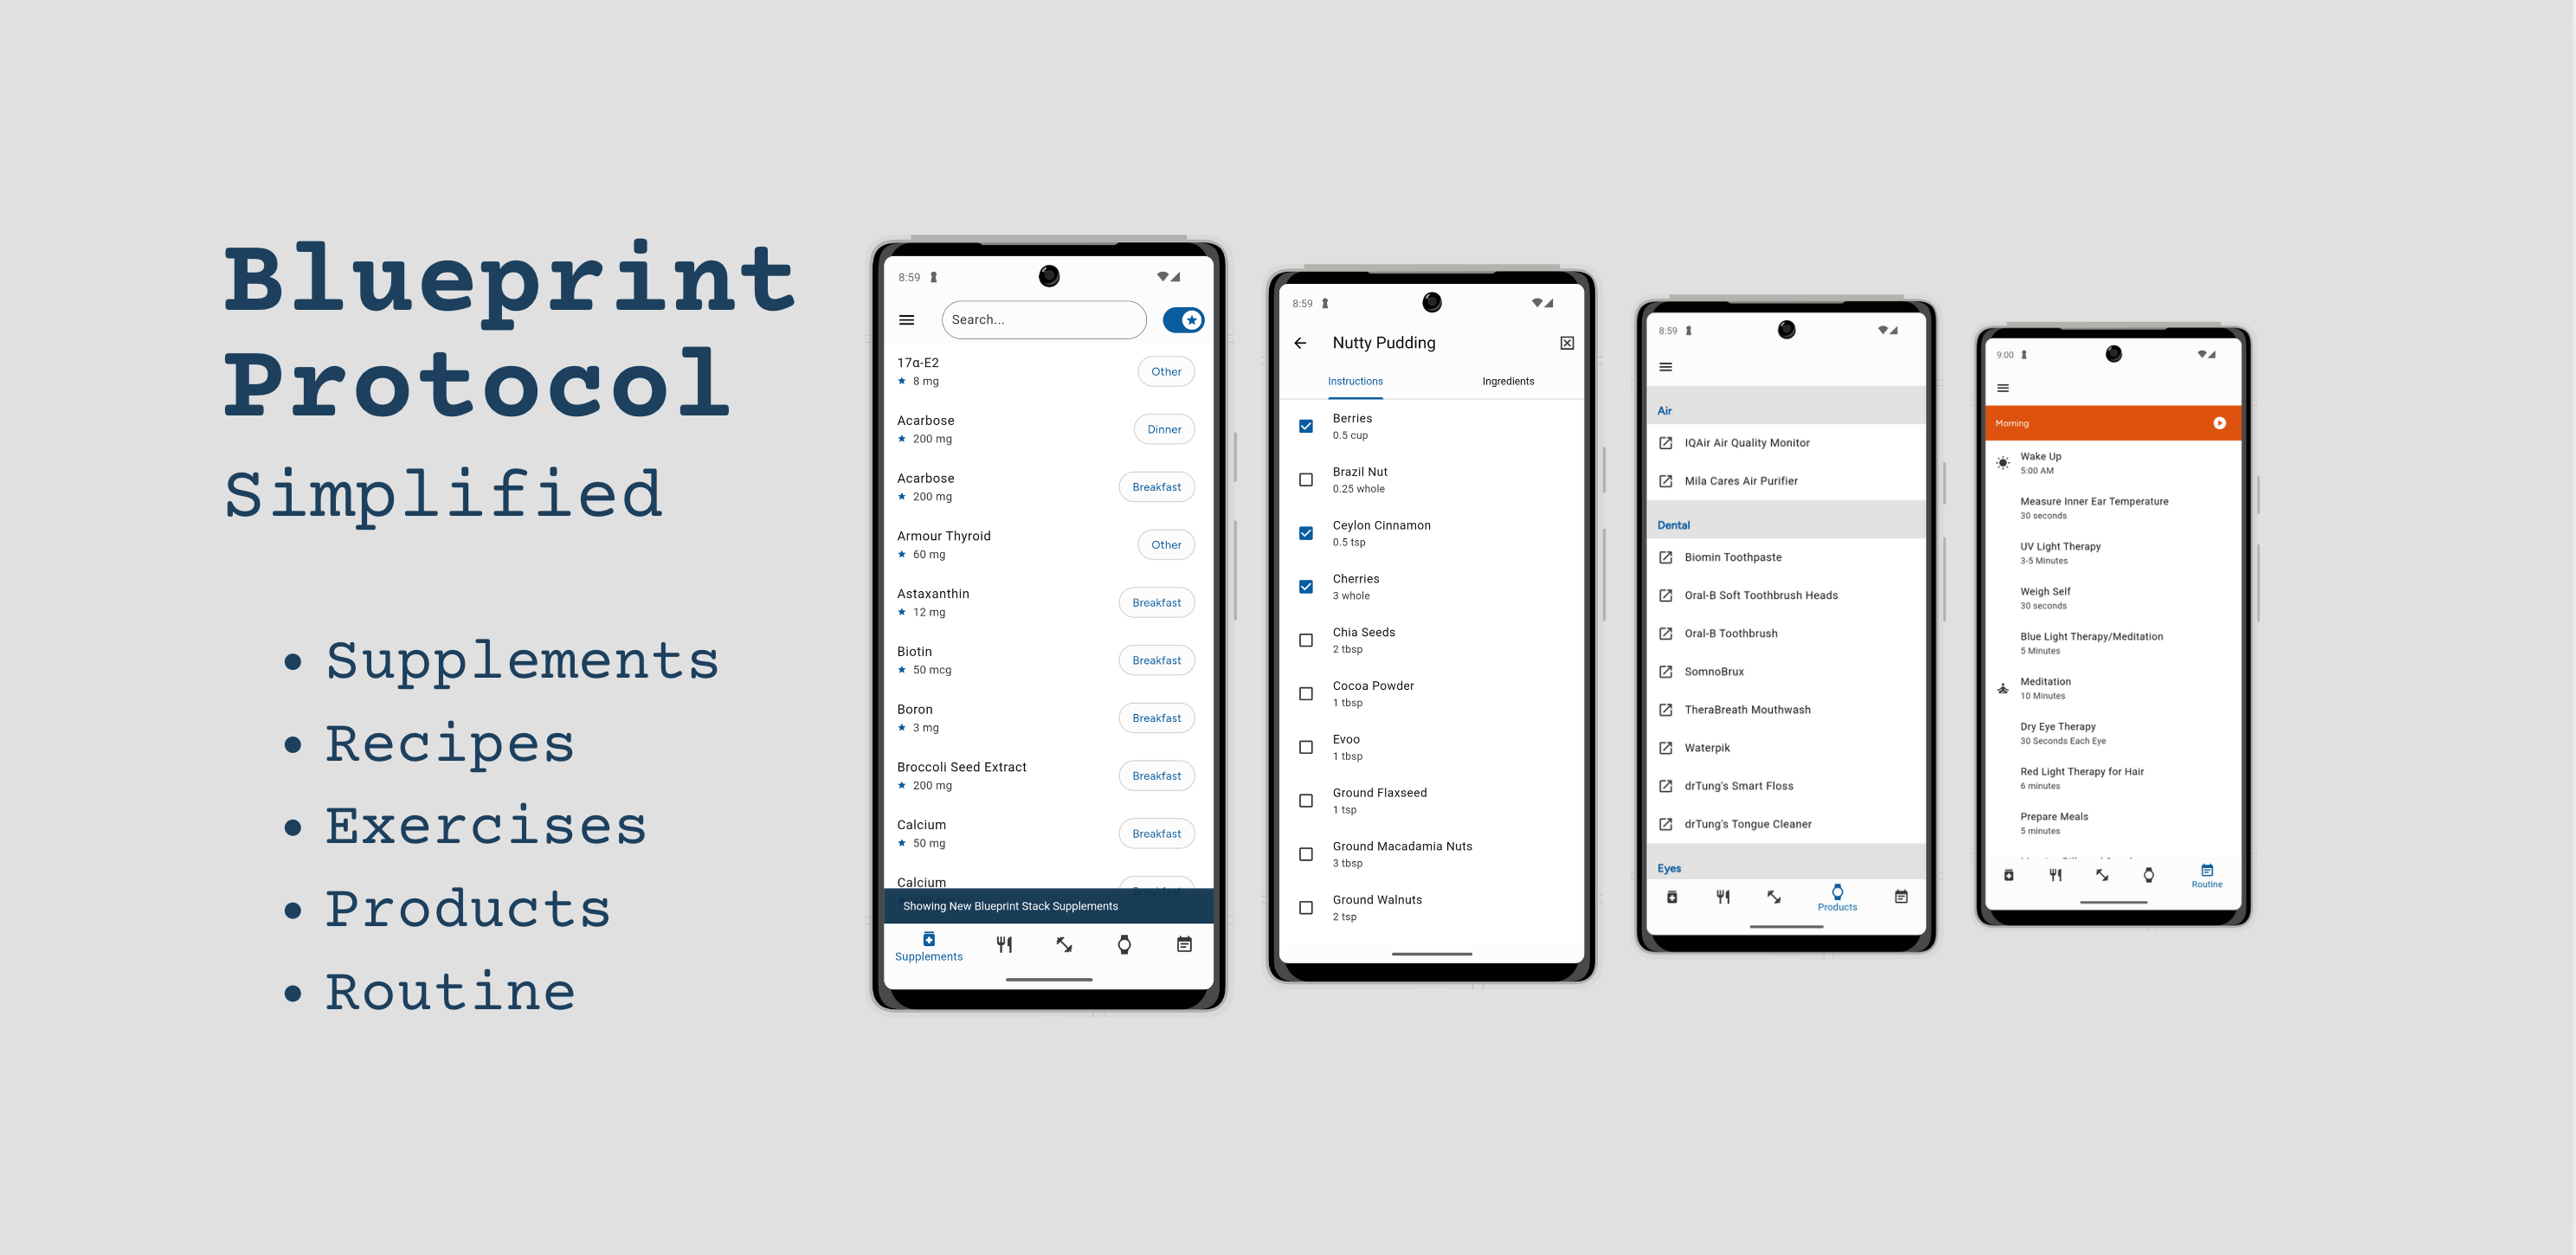 Blueprint
Protocol
Simplified
• Supplements
• Recipes
• Exercises
• Products
• Routine
8:59
Search...
17α-E2
8 mg
Other
Acarbose
200 mg
Dinner
Acarbose
200 mg
Breakfast
Armour Thyroid
60 mg
Other
Astaxanthin
12 mg
Breakfast
Biotin
50 mcg
Breakfast
Boron
3 mg
Breakfast
Broccoli Seed Extract
200 mg
Breakfast
Calcium
50 mg
Breakfast
Calcium
Showing New Blueprint Stack Supplements
Supplements
8:59
Nutty Pudding
Instructions
Ingredients
Berries
0.5 cup
Brazil Nut
0.25 whole
Ceylon Cinnamon
0.5 tsp
Cherries
3 whole
Chia Seeds
2 tbsp
Cocoa Powder
1 tbsp
Evoo
1 tbsp
Ground Flaxseed
1 tsp
Ground Macadamia Nuts
3 tbsp
Ground Walnuts
2 tsp
8:59
Air
IQAir Air Quality Monitor
Mila Cares Air Purifier
Dental
Biomin Toothpaste
Oral-B Soft Toothbrush Heads
Oral-B Toothbrush
SomnoBrux
TheraBreath Mouthwash
Waterpik
drTung's Smart Floss
drTung's Tongue Cleaner
Eyes
Products
9:00
Morning
Wake Up
5:00 AM
Measure Inner Ear Temperature
30 seconds
UV Light Therapy
3-5 Minutes
Weigh Self
30 seconds
Blue Light Therapy/Meditation
5 Minutes
Meditation
10 Minutes
Dry Eye Therapy
30 Seconds Each Eye
Red Light Therapy for Hair
6 minutes
Prepare Meals
5 minutes
Routine